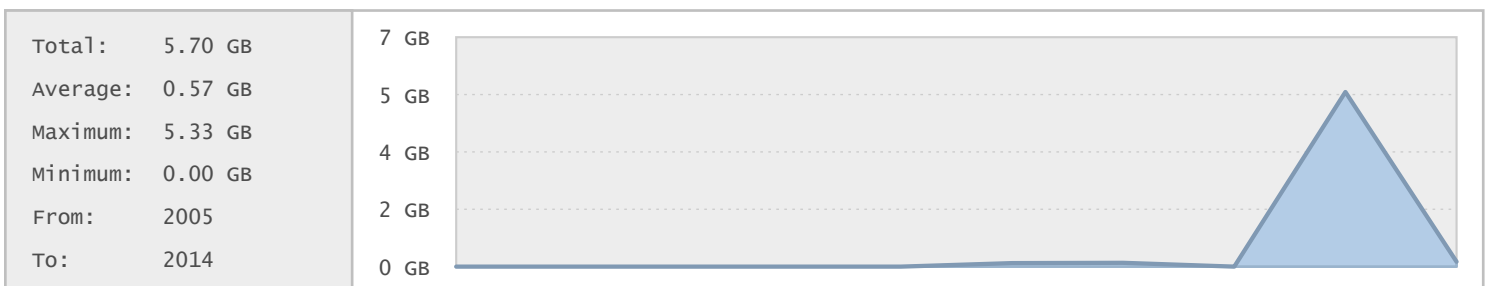 Total: 5.70 GB
Average: 0.57 GB
Maximum: 5.33 GB
Minimum: 0.00 GB
From: 2005
To: 2014
7 GB
5 GB
4 GB
2 GB
0 GB